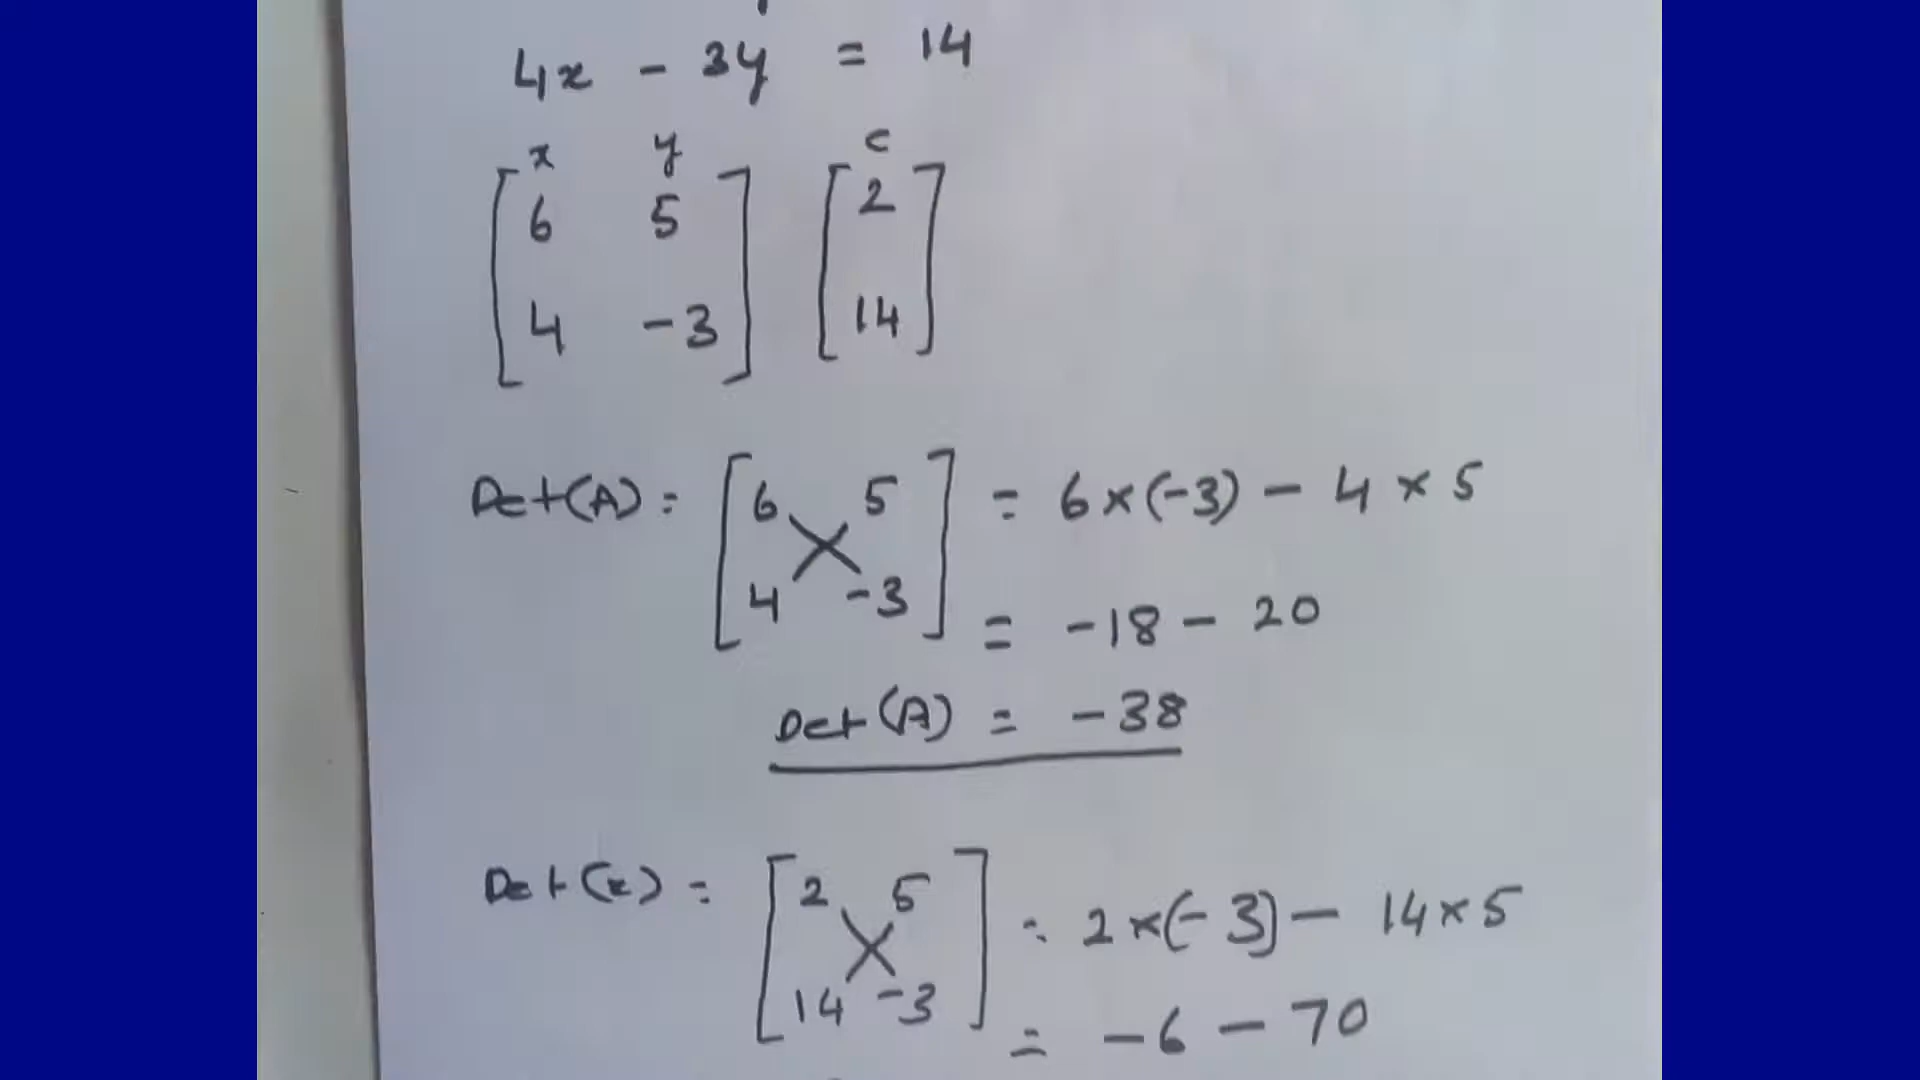 4x - 3y = 14
x y c
[6 5] [2]
[4 -3] [14]
Det(A) = [6 5] = 6×(-3) - 4×5
[4 -3]
= -18 - 20
Det(A) = -38
Det(x) = [2 5] = 2×(-3) - 14×5
[14 -3]
= -6 - 70